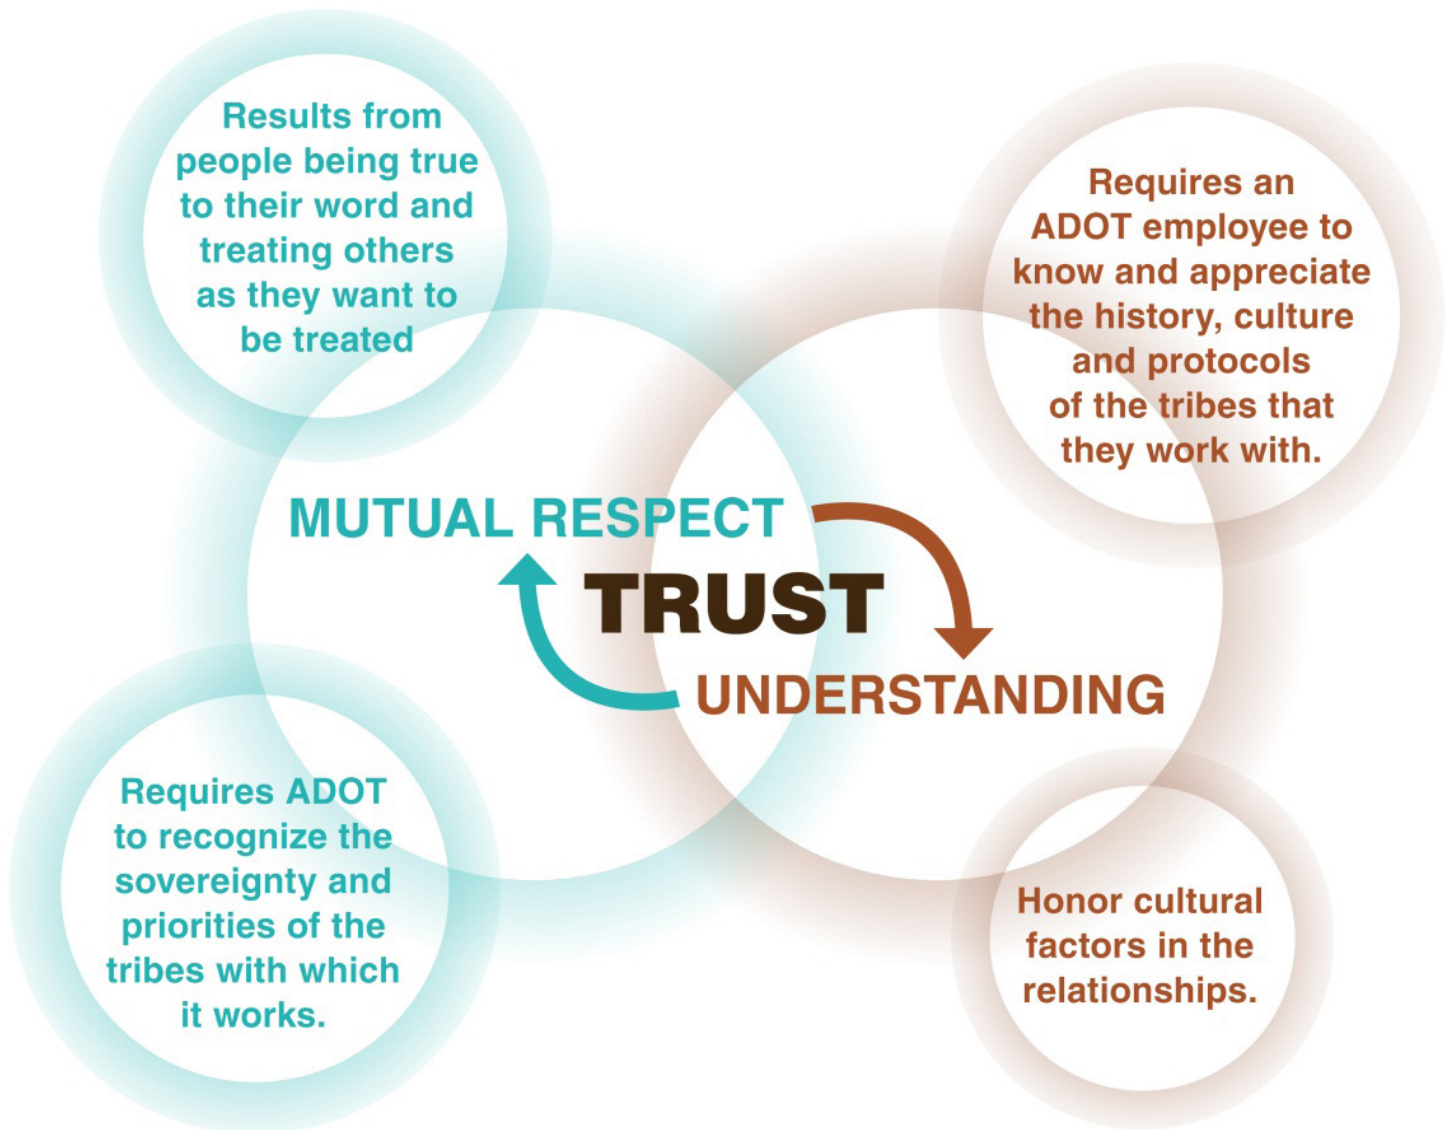 Results from
people being true
to their word and
treating others
as they want to
be treated
Requires an
ADOT employee to
know and appreciate
the history, culture
and protocols
of the tribes that
they work with.
MUTUAL RESPECT
TRUST
UNDERSTANDING
Requires ADOT
to recognize the
sovereignty and
priorities of the
tribes with which
it works.
Honor cultural
factors in the
relationships.